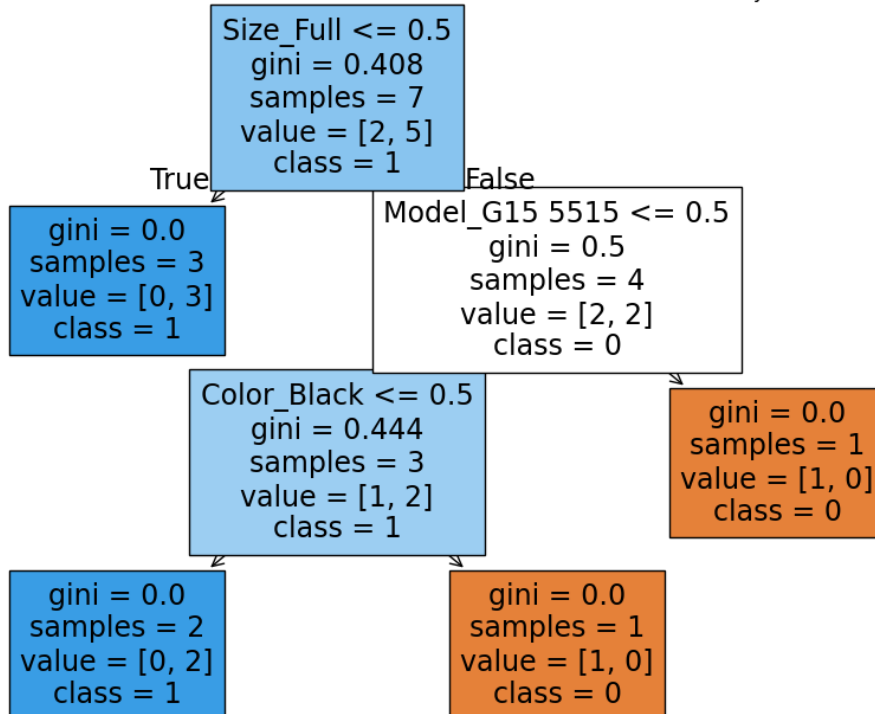 Size_Full <= 0.5
gini = 0.408
samples = 7
value = [2, 5]
class = 1
True
False
gini = 0.0
samples = 3
value = [0, 3]
class = 1
Model_G15 5515 <= 0.5
gini = 0.5
samples = 4
value = [2, 2]
class = 0
Color_Black <= 0.5
gini = 0.444
samples = 3
value = [1, 2]
class = 1
gini = 0.0
samples = 1
value = [1, 0]
class = 0
gini = 0.0
samples = 2
value = [0, 2]
class = 1
gini = 0.0
samples = 1
value = [1, 0]
class = 0